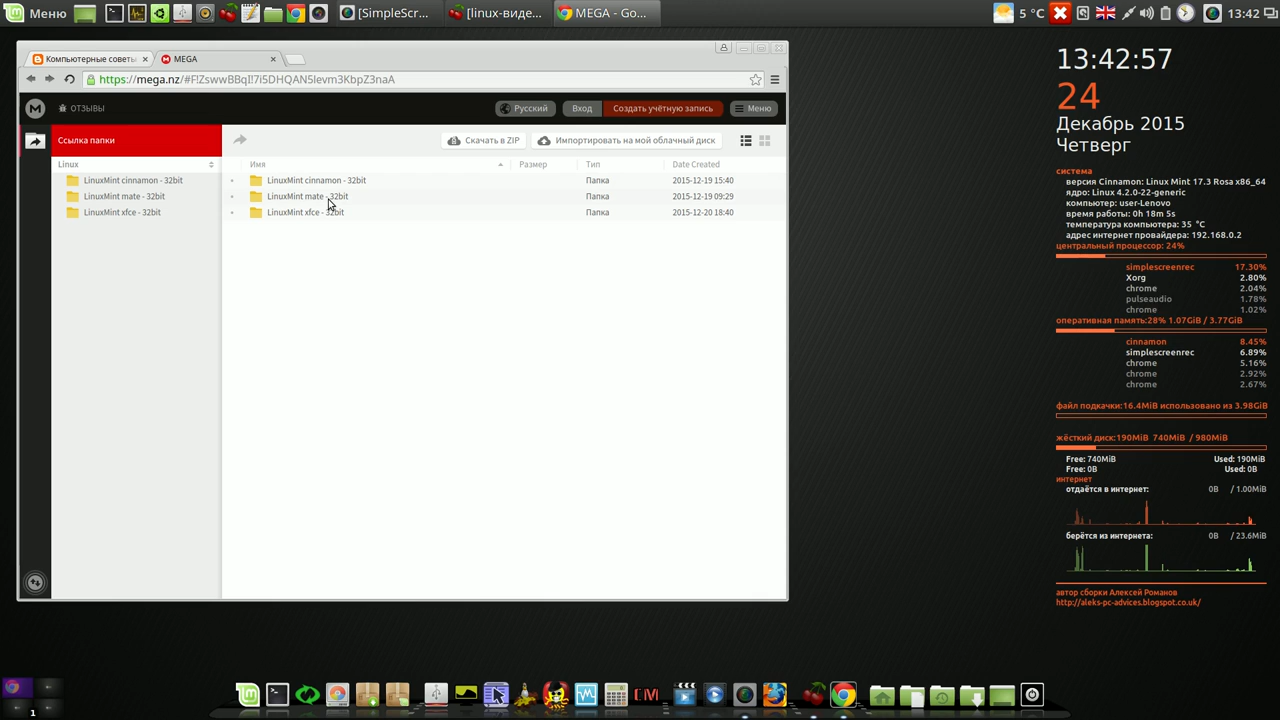 Меню
[SimpleScr...
[linux-виде...
MEGA - Go...
5 °C
13:42
Компьютерные советы
MEGA
https://mega.nz/#F!ZswwBBqI!7i5DHQAN5levm3KbpZ3naA
M
ОТЗЫВЫ
Русский
Вход
Создать учётную запись
Меню
Ссылка папки
Скачать в ZIP
Импортировать на мой облачный диск
Linux
Имя
Размер
Тип
Date Created
LinuxMint cinnamon - 32bit
LinuxMint mate - 32bit
LinuxMint xfce - 32bit
LinuxMint cinnamon - 32bit Папка 2015-12-19 15:40
LinuxMint mate - 32bit Папка 2015-12-19 09:29
LinuxMint xfce - 32bit Папка 2015-12-20 18:40
13:42:57
24
Декабрь 2015
Четверг
система
версия Cinnamon: Linux Mint 17.3 Rosa x86_64
ядро: Linux 4.2.0-22-generic
компьютер: user-Lenovo
время работы: 0h 18m 5s
температура компьютера: 35 °C
адрес интернет провайдера: 192.168.0.2
центральный процессор: 24%
simplescreenrec 17.30%
Xorg 2.80%
chrome 2.04%
pulseaudio 1.78%
chrome 1.02%
оперативная память:28% 1.07GiB / 3.77GiB
cinnamon 8.45%
simplescreenrec 6.89%
chrome 5.16%
chrome 2.92%
chrome 2.67%
файл подкачки:16.4MiB использовано из 3.98GiB
жёсткий диск:190MiB 740MiB / 980MiB
Free: 740MiB Used: 190MiB
Free: 0B Used: 0B
интернет
отдаётся в интернет: 0B / 1.00MiB
берётся из интернета: 0B / 23.6MiB
автор сборки Алексей Романов
http://aleks-pc-advices.blogspot.co.uk/
1